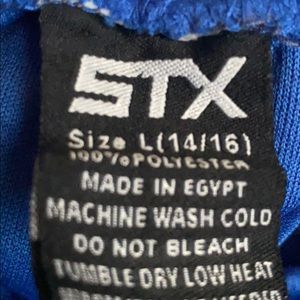 STX
Size L(14/16)
100% POLYESTER
MADE IN EGYPT
MACHINE WASH COLD
DO NOT BLEACH
TUMBLE DRY LOW HEAT